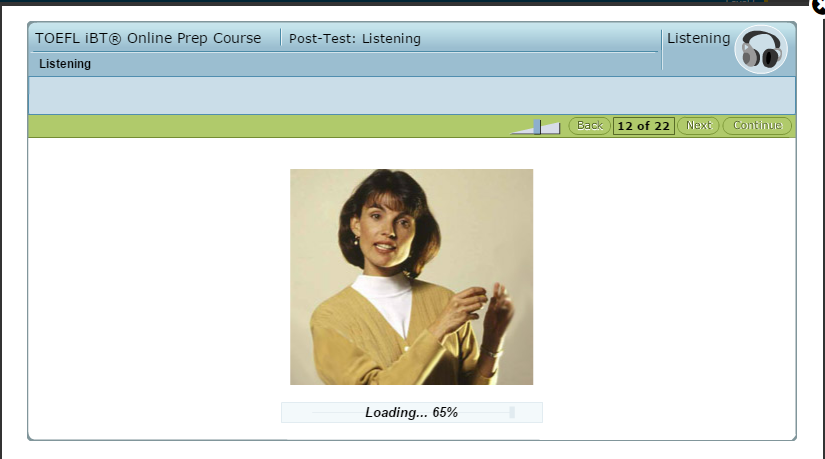 TOEFL iBT® Online Prep Course
Post-Test: Listening
Listening
Listening
Back
12 of 22
Next
Continue
Loading... 65%